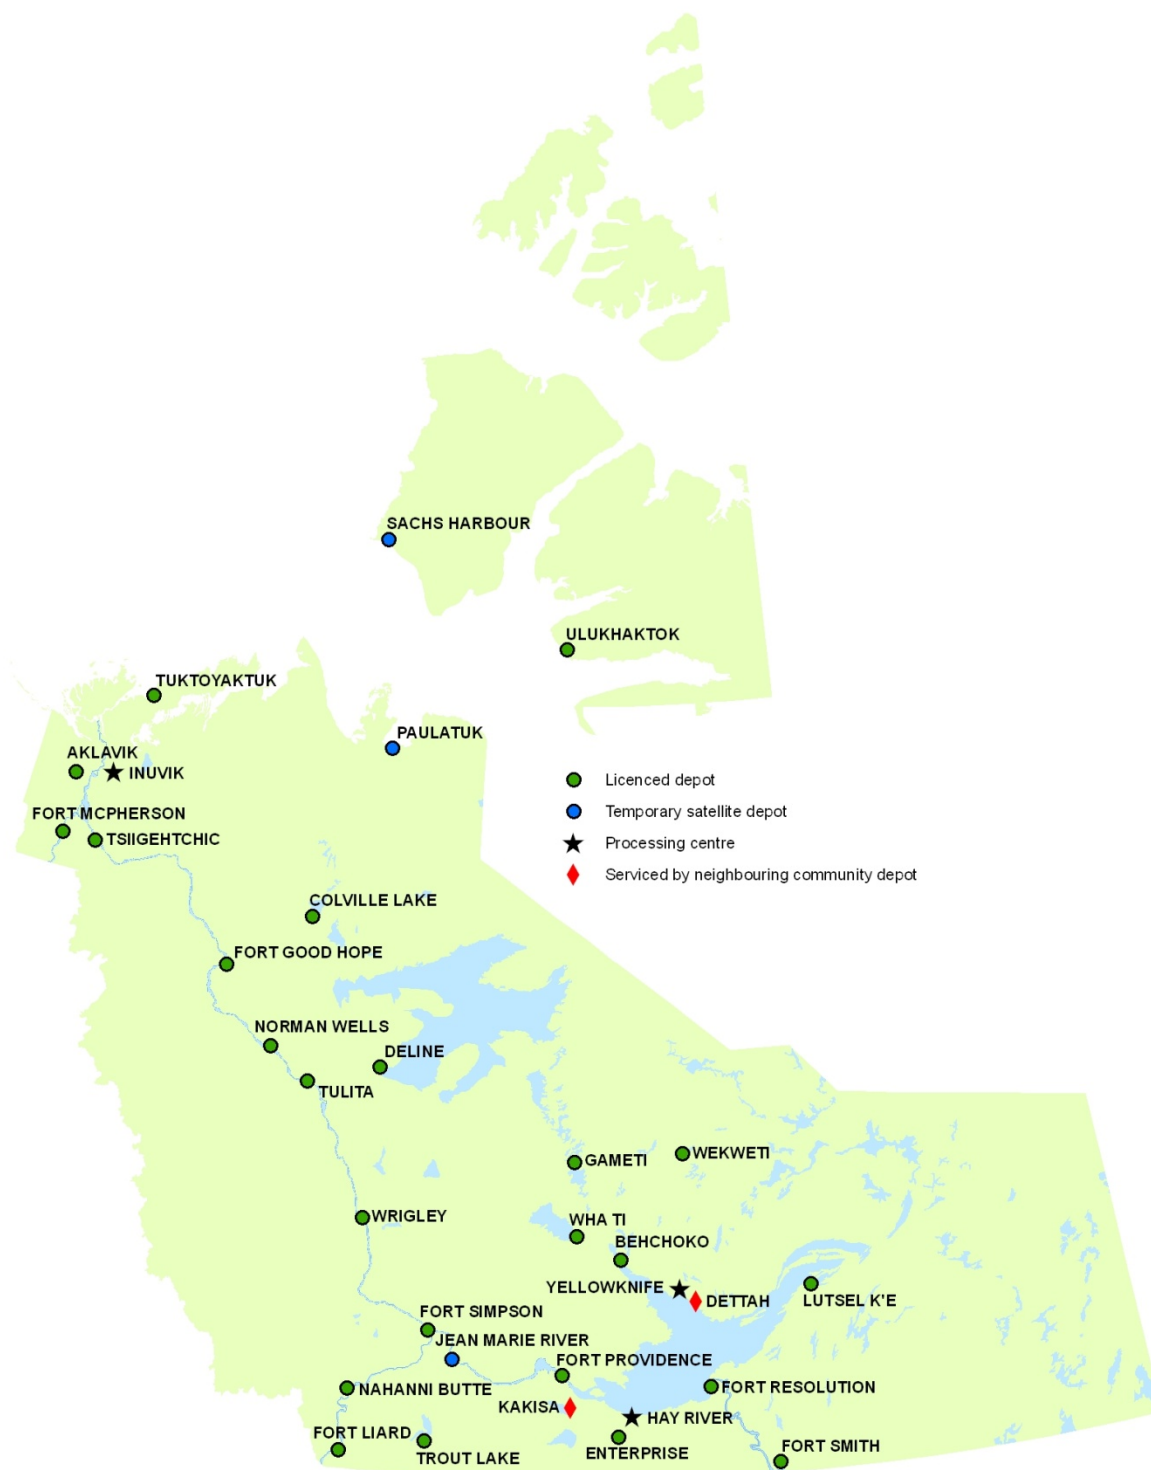 SACHS HARBOUR
ULUKHAKTOK
TUKTOYAKTUK
PAULATUK
AKLAVIK
INUVIK
Licenced depot
Temporary satellite depot
Processing centre
Serviced by neighbouring community depot
FORT MCPHERSON
TSIIGEHTCHIC
COLVILLE LAKE
FORT GOOD HOPE
NORMAN WELLS
DELINE
TULITA
GAMETI
WEKWETI
WRIGLEY
WHA TI
BEHCHOKO
YELLOWKNIFE
DETTAH
LUTSEL K'E
FORT SIMPSON
JEAN MARIE RIVER
FORT PROVIDENCE
NAHANNI BUTTE
FORT RESOLUTION
KAKISA
HAY RIVER
FORT LIARD
TROUT LAKE
ENTERPRISE
FORT SMITH